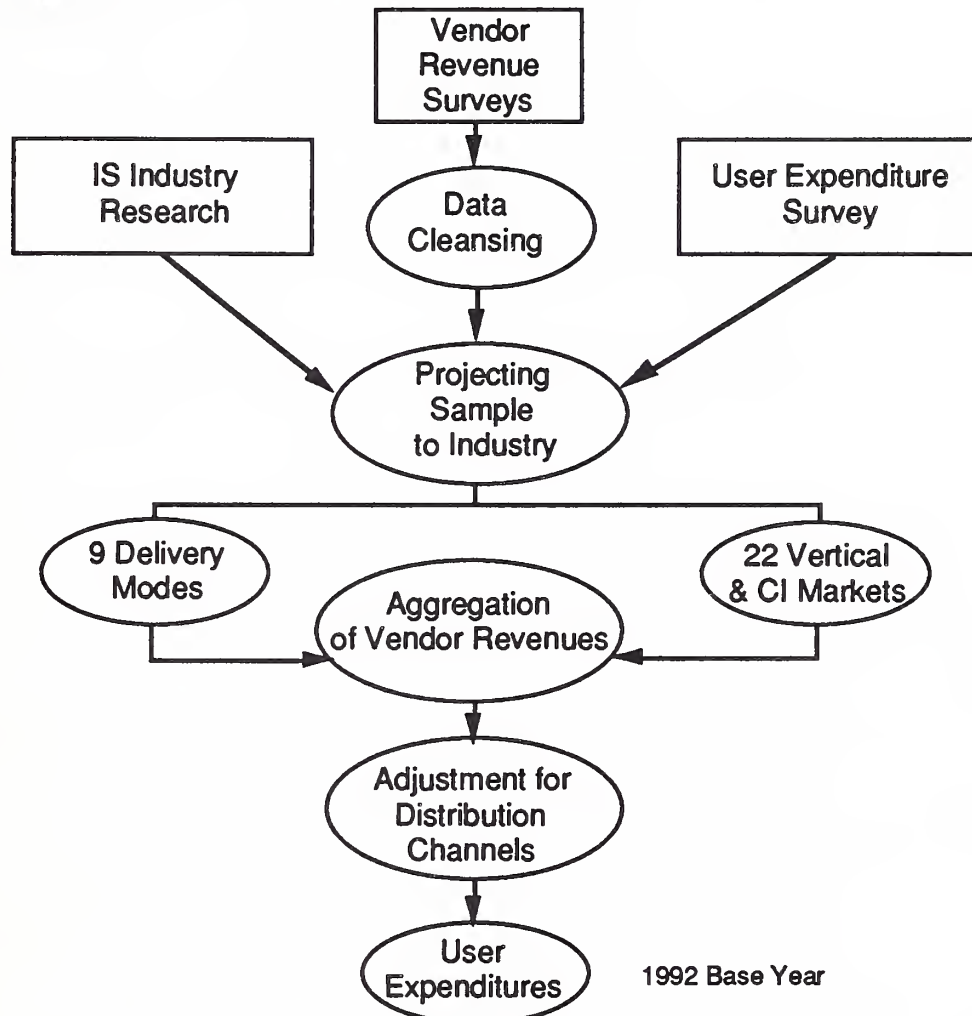 Vendor
Revenue
Surveys
IS Industry
Research
Data
Cleansing
User Expenditure
Survey
Projecting
Sample
to Industry
9 Delivery
Modes
22 Vertical
& CI Markets
Aggregation
of Vendor Revenues
Adjustment for
Distribution
Channels
User
Expenditures
1992 Base Year